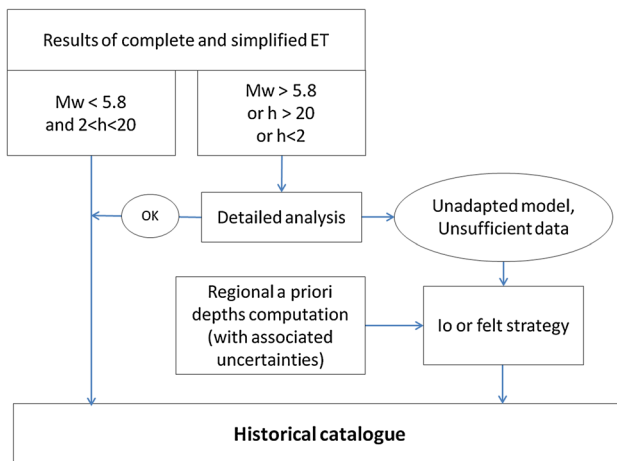 Results of complete and simplified ET
Mw < 5.8
and 2<h<20
Mw > 5.8
or h > 20
or h<2
OK
Detailed analysis
Unadapted model,
Unsufficient data
Regional a priori
depths computation
(with associated
uncertainties)
Io or felt strategy
Historical catalogue